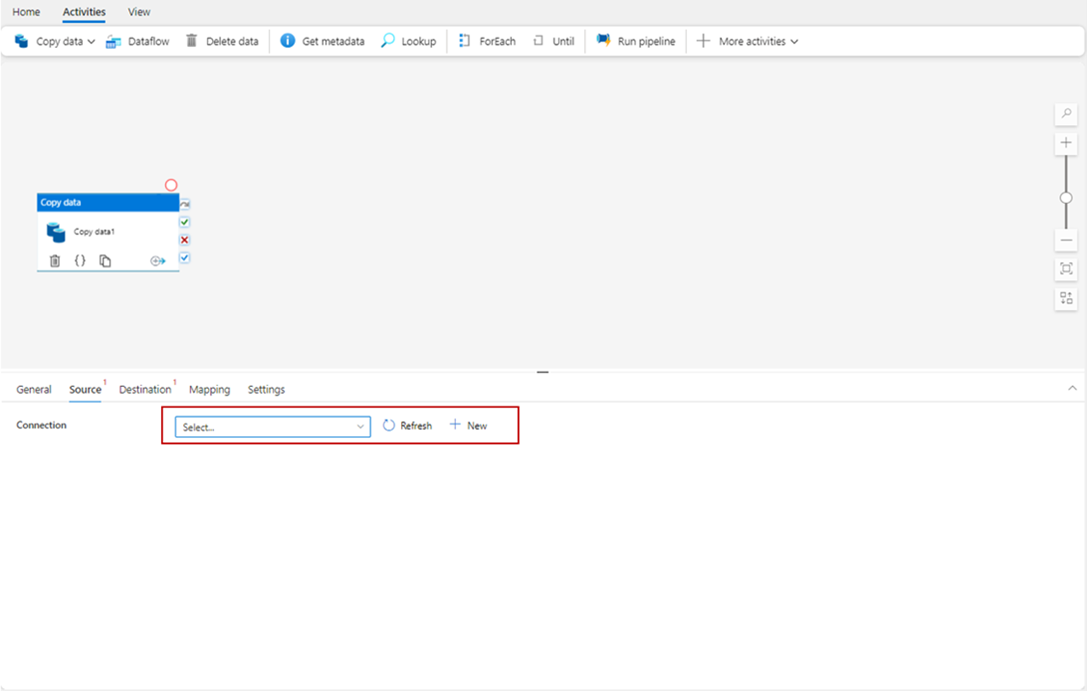 Home Activities View
Copy data Dataflow Delete data Get metadata Lookup ForEach Until Run pipeline More activities
Copy data
Copy data1
{}
General Source 1 Destination 1 Mapping Settings
Connection Select... Refresh New